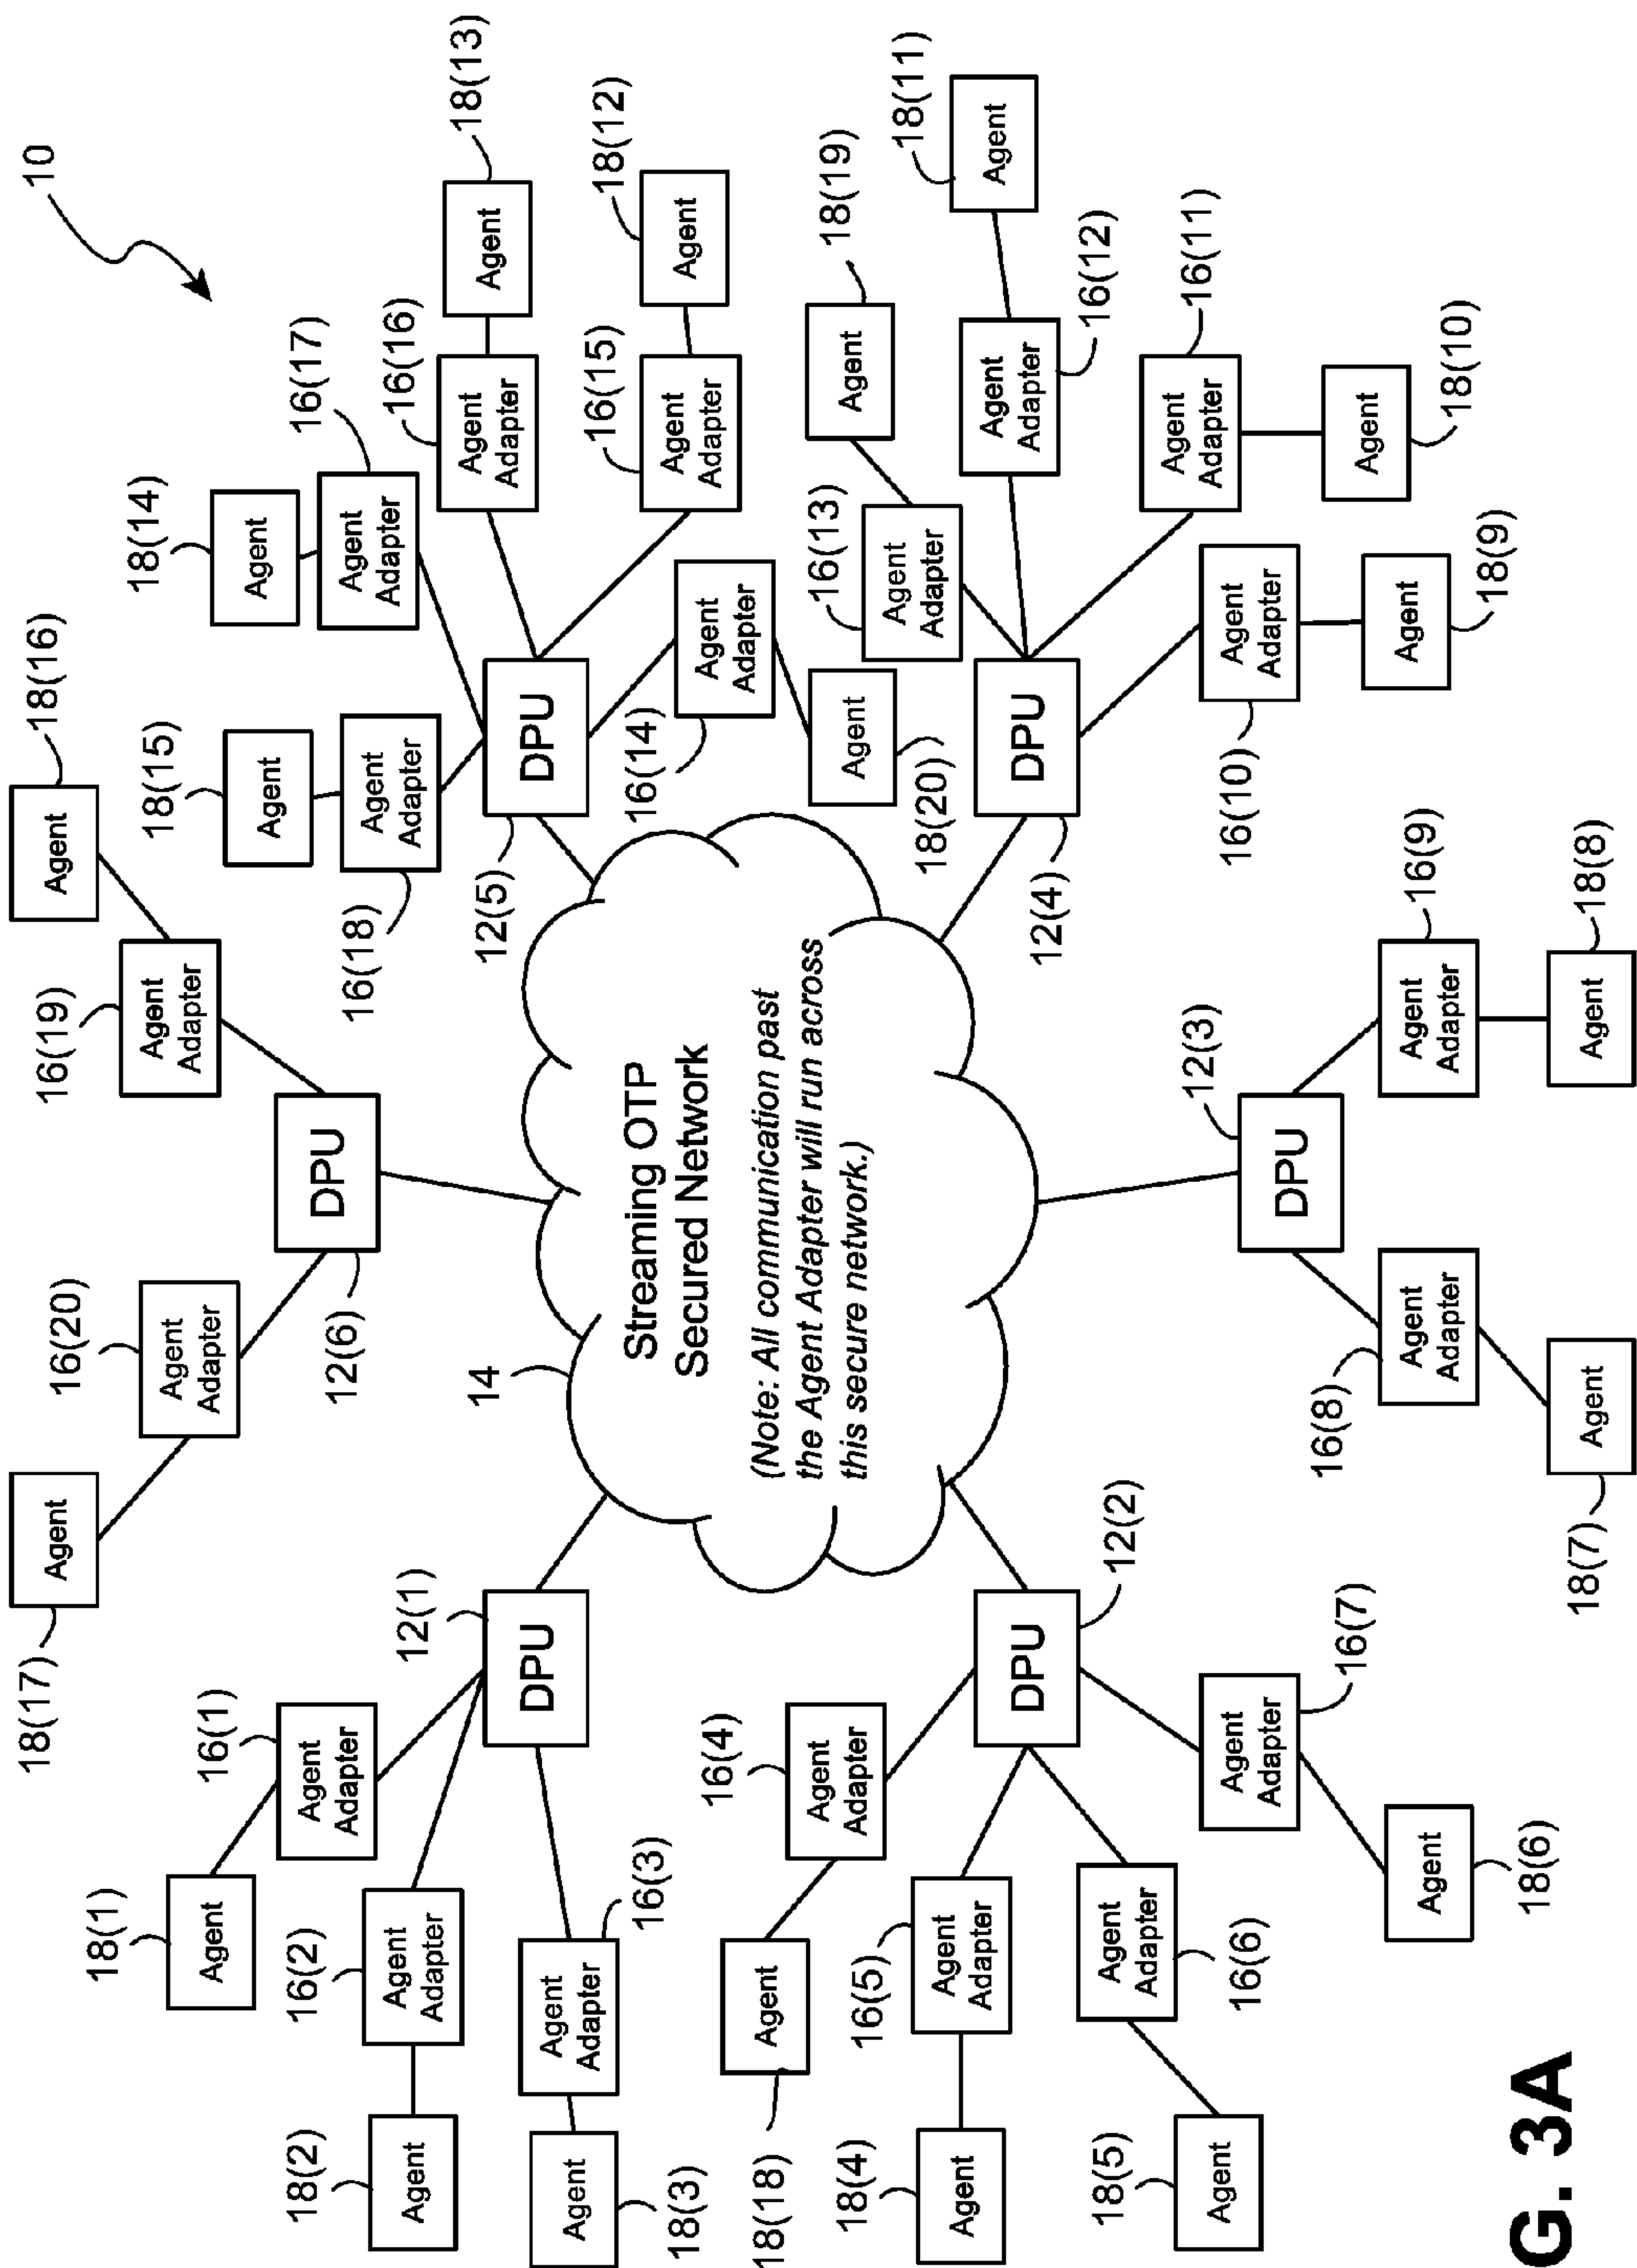 10
18(17)
Agent
16(20)
Agent
Adapter
12(6)
DPU
16(19)
Agent
Adapter
18(16)
Agent
18(1)
Agent
16(1)
Agent
Adapter
18(2)
Agent
16(2)
Agent
Adapter
18(3)
Agent
16(3)
Agent
Adapter
12(1)
DPU
18(15)
Agent
16(18)
Agent
Adapter
18(14)
Agent
16(17)
Agent
Adapter
16(16)
Agent
Adapter
18(13)
Agent
16(15)
Agent
Adapter
18(12)
Agent
12(5)
DPU
16(14)
Agent
Adapter
18(20)
Agent
14
Streaming OTP
Secured Network
(Note: All communication past
the Agent Adapter will run across
this secure network.)
18(18)
Agent
16(4)
Agent
Adapter
18(4)
Agent
16(5)
Agent
Adapter
18(5)
Agent
16(6)
Agent
Adapter
12(2)
DPU
16(7)
Agent
Adapter
18(6)
Agent
12(4)
DPU
16(13)
Agent
Adapter
18(19)
Agent
16(12)
Agent
Adapter
18(11)
Agent
16(11)
Agent
Adapter
18(10)
Agent
16(10)
Agent
Adapter
18(9)
Agent
12(3)
DPU
16(8)
Agent
Adapter
18(7)
Agent
16(9)
Agent
Adapter
18(8)
Agent
G. 3A